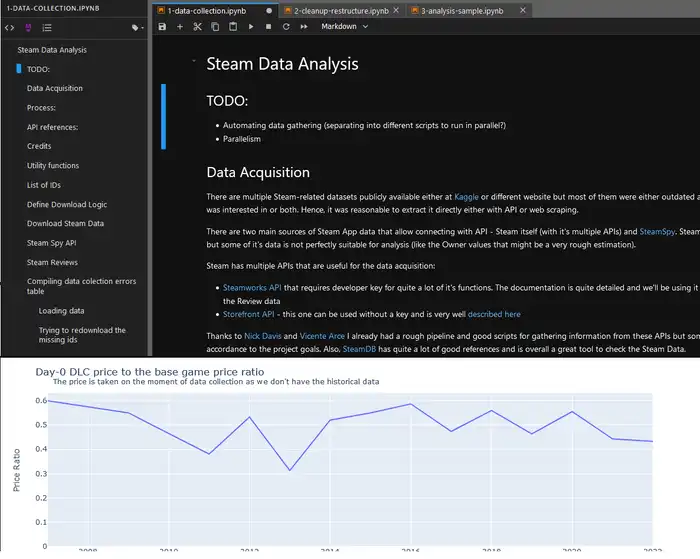 1-DATA-COLLECTION.IPYNB
1-data-collection.ipynb
2-cleanup-restructure.ipynb
3-analysis-sample.ipynb
Markdown
Steam Data Analysis
TODO:
Data Acquisition
Process:
API references:
Credits
Utility functions
List of IDs
Define Download Logic
Download Steam Data
Steam Spy API
Steam Reviews
Compiling data colection errors
table
Loading data
Trying to redownload the
missing ids
Steam Data Analysis
TODO:
Automating data gathering (separating into different scripts to run in parallel?)
Parallelism
Data Acquisition
There are multiple Steam-related datasets publicly available either at Kaggle or different website but most of them were either outdated a
was interested in or both. Hence, it was reasonable to extract it directly either with API or web scraping.
There are two main sources of Steam App data that allow connecting with API - Steam itself (with it's multiple APIs) and SteamSpy. Steam
but some of it's data is not perfectly suitable for analysis (like the Owner values that might be a very rough estimation).
Steam has multiple APIs that are useful for the data acquisition:
Steamworks API that requires developer key for quite a lot of it's functions. The documentation is quite detailed and we'll be using it
the Review data
Storefront API - this one can be used without a key and is very well described here
Thanks to Nick Davis and Vicente Arce I already had a rough pipeline and good scripts for gathering information from these APIs but som
accordance to the project goals. Also, SteamDB has quite a lot of good references and is overall a great tool to check the Steam Data.
Day-0 DLC price to the base game price ratio
The price is taken on the moment of data collection as we don't have the historical data
Price Ratio
0.6
0.5
0.4
0.3
0.2
0.1
0
2008 2010 2012 2014 2016 2018 2020 2022